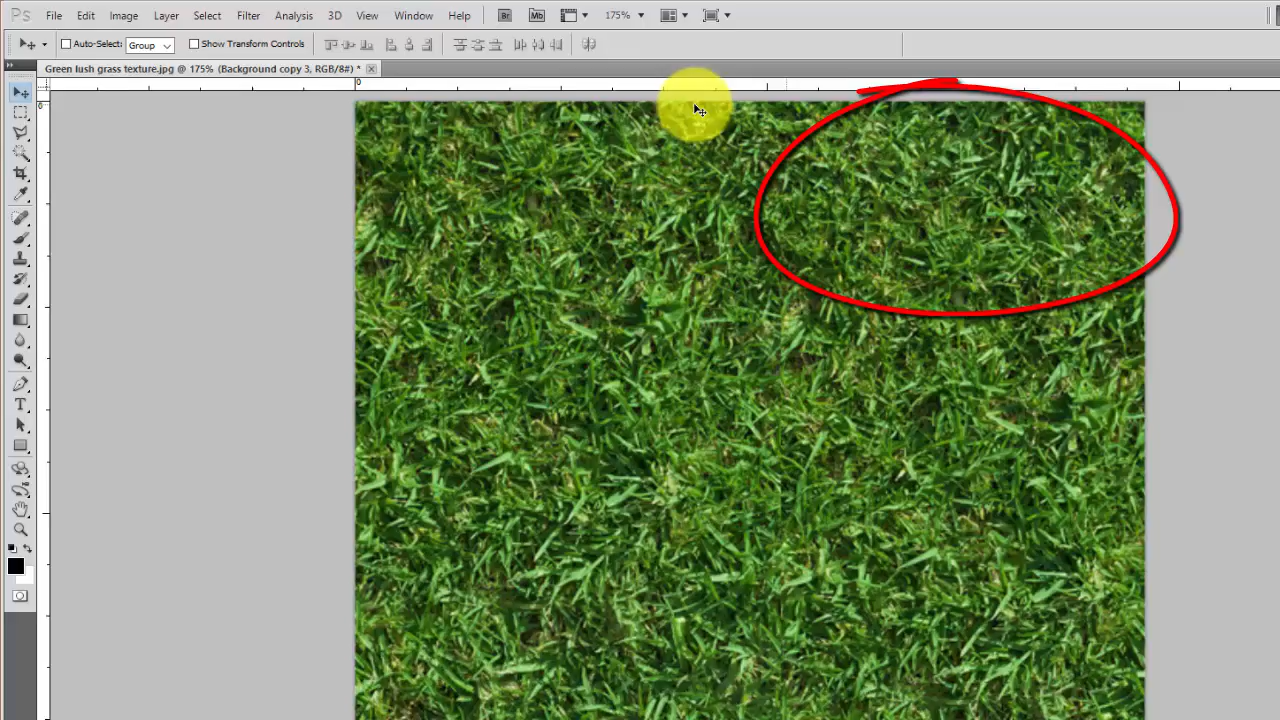 Ps File Edit Image Layer Select Filter Analysis 3D View Window Help Br Mb 175%
Auto-Select: Group Show Transform Controls
Green lush grass texture.jpg @ 175% (Background copy 3, RGB/8#) *
0
0
T